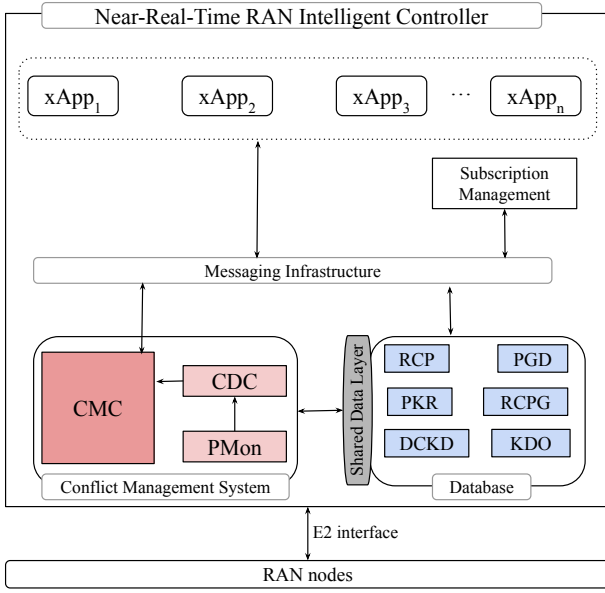 Near-Real-Time RAN Intelligent Controller
xApp1 xApp2 xApp3 ... xAppn
Subscription
Management
Messaging Infrastructure
CMC
CDC
PMon
Conflict Management System
Shared Data Layer
RCP PGD
PKR RCPG
DCKD KDO
Database
E2 interface
RAN nodes